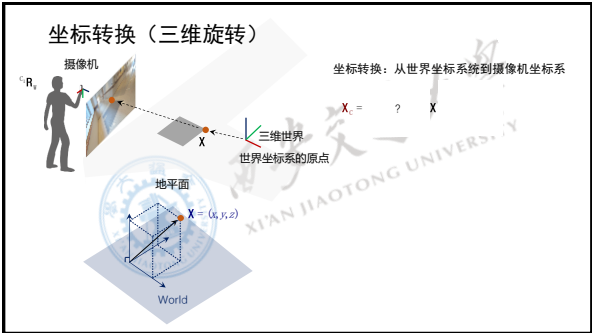 坐标转换（三维旋转）
摄像机
坐标转换：从世界坐标系统到摄像机坐标系
C₁R_W
X_C = ? X
X
三维世界
世界坐标系的原点
XI'AN JIAOTONG UNIVERSITY
地平面
X = (x, y, z)
World